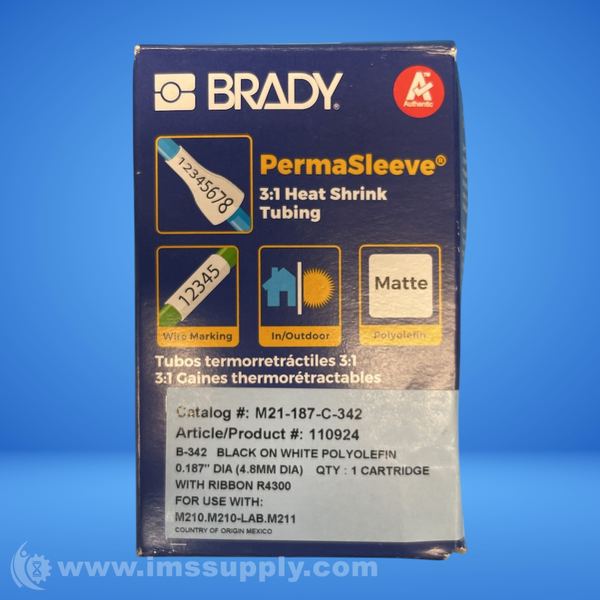 BRADY®
A™
Authentic
12345678
PermaSleeve®
3:1 Heat Shrink
Tubing
12345
Matte
Wire Marking
In/Outdoor
Polyolefin
Tubos termorretráctiles 3:1
3:1 Gaines thermorétractables
Catalog #: M21-187-C-342
Article/Product #: 110924
B-342 BLACK ON WHITE POLYOLEFIN
0.187" DIA (4.8MM DIA) QTY : 1 CARTRIDGE
WITH RIBBON R4300
FOR USE WITH:
M210.M210-LAB.M211
COUNTRY OF ORIGIN MEXICO
www.imssupply.com